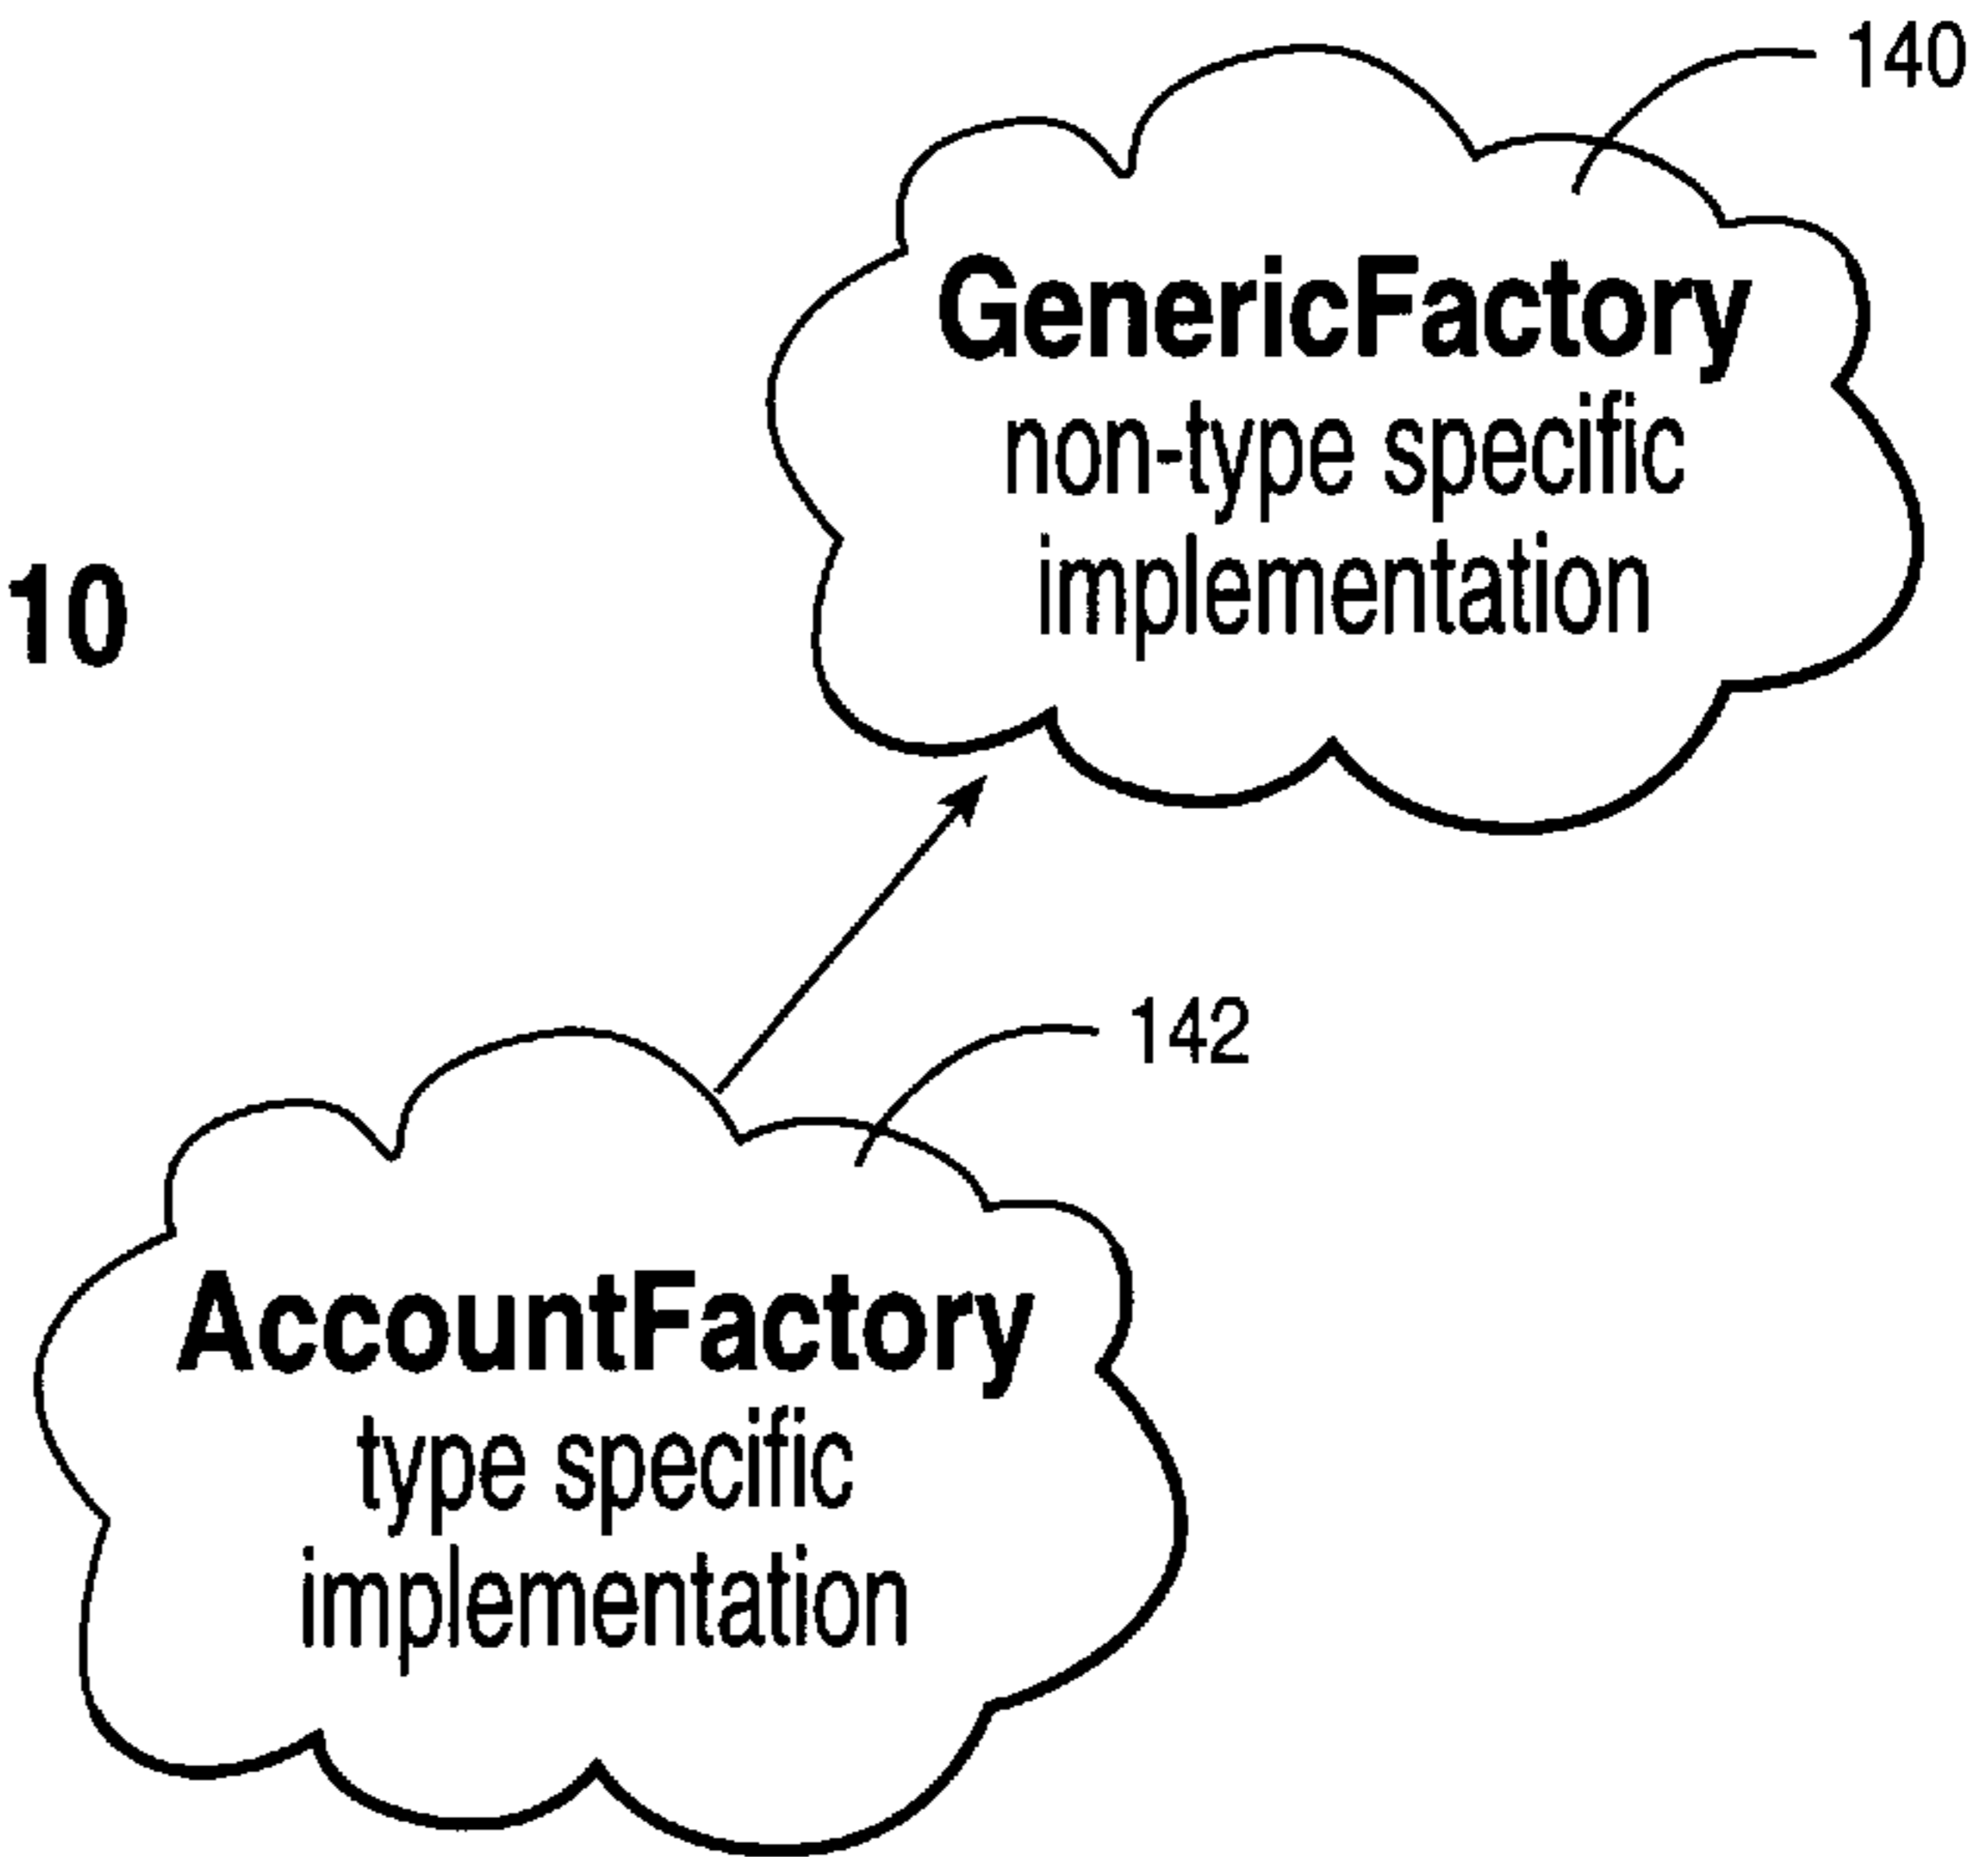 140
GenericFactory
non-type specific
implementation
10
142
AccountFactory
type specific
implementation